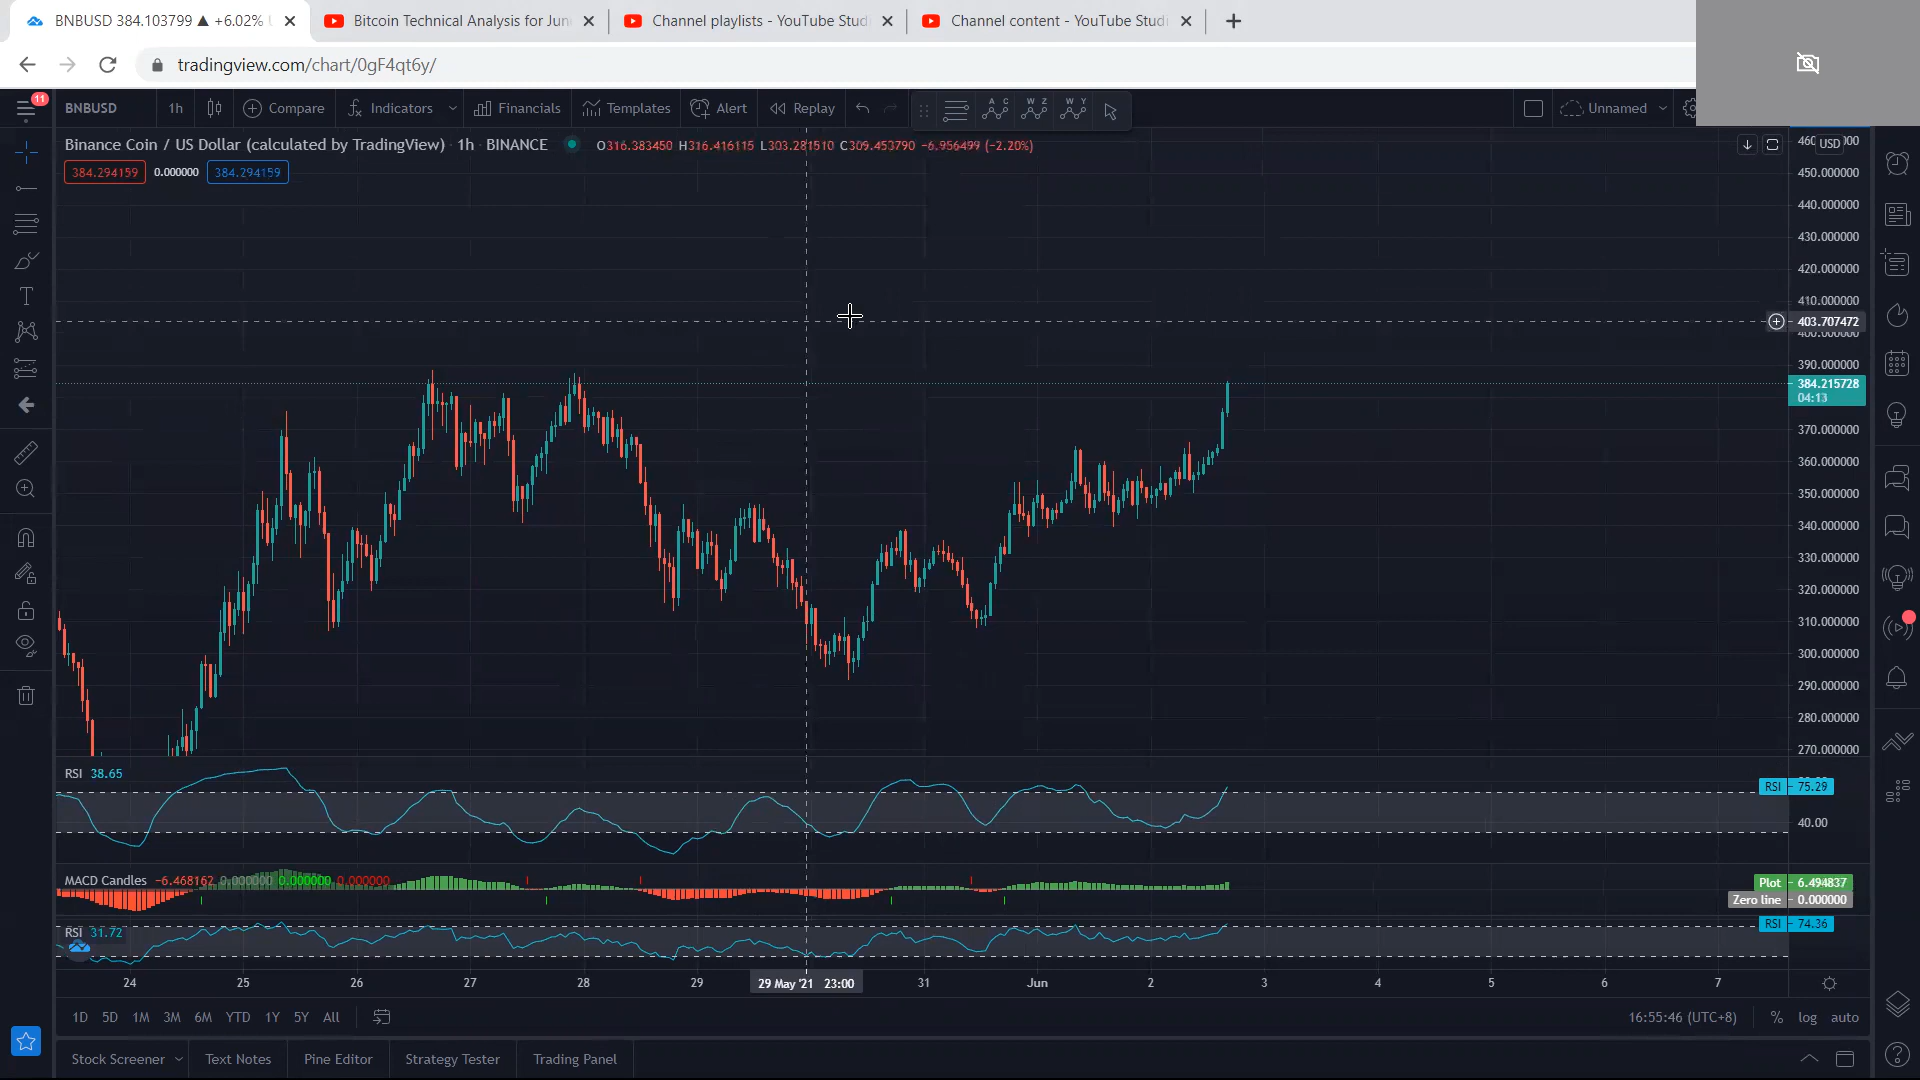 BNBUSD 384.103799 ▲ +6.02%
Bitcoin Technical Analysis for Jun
Channel playlists - YouTube Studi
Channel content - YouTube Studi
tradingview.com/chart/0gF4qt6y/
11
BNBUSD 1h Compare Indicators Financials Templates Alert Replay
A C W Z W Y
Unnamed
Binance Coin / US Dollar (calculated by TradingView) · 1h · BINANCE O316.383450 H316.416115 L303.281510 C309.453790 −6.956499 (−2.20%)
384.294159 0.000000 384.294159
USD
450.000000
440.000000
430.000000
420.000000
410.000000
403.707472
400.000000
390.000000
384.215728
04:13
370.000000
360.000000
350.000000
340.000000
330.000000
320.000000
310.000000
300.000000
290.000000
280.000000
270.000000
RSI 38.65
RSI 75.29
40.00
MACD Candles −6.468162 0.000000 0.000000 0.000000
Plot 6.494837
Zero line 0.000000
RSI 31.72
RSI 74.36
24 25 26 27 28 29 29 May '21 23:00 31 Jun 2 3 4 5 6 7
1D 5D 1M 3M 6M YTD 1Y 5Y All
16:55:46 (UTC+8) % log auto
Stock Screener Text Notes Pine Editor Strategy Tester Trading Panel